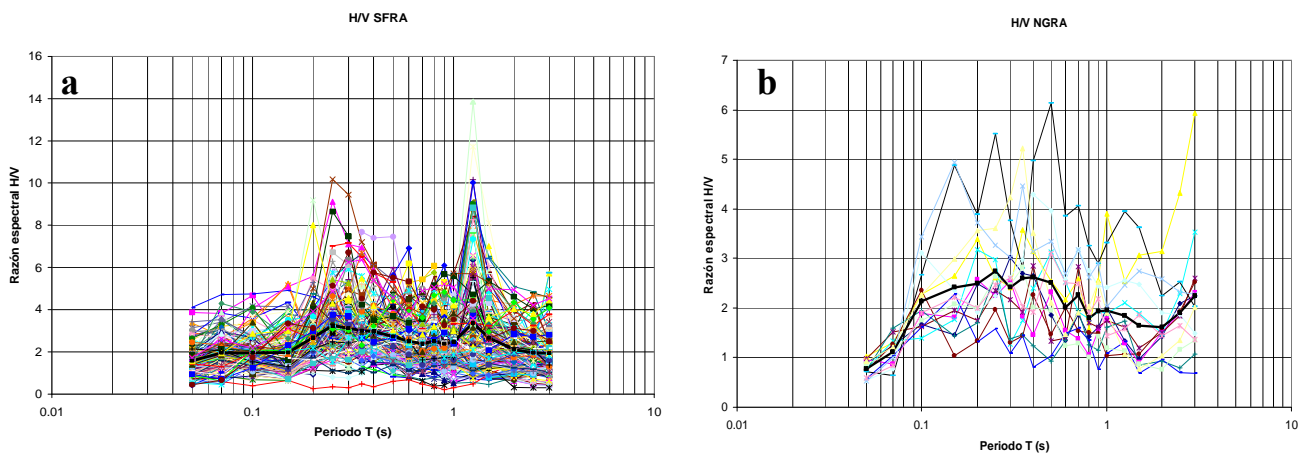 H/V SFRA
a
16
14
12
10
8
6
4
2
0
0.01 0.1 1 10
Razón espectral H/V
Periodo T (s)
H/V NGRA
b
7
6
5
4
3
2
1
0
0.01 0.1 1 10
Razón espectral H/V
Periodo T (s)